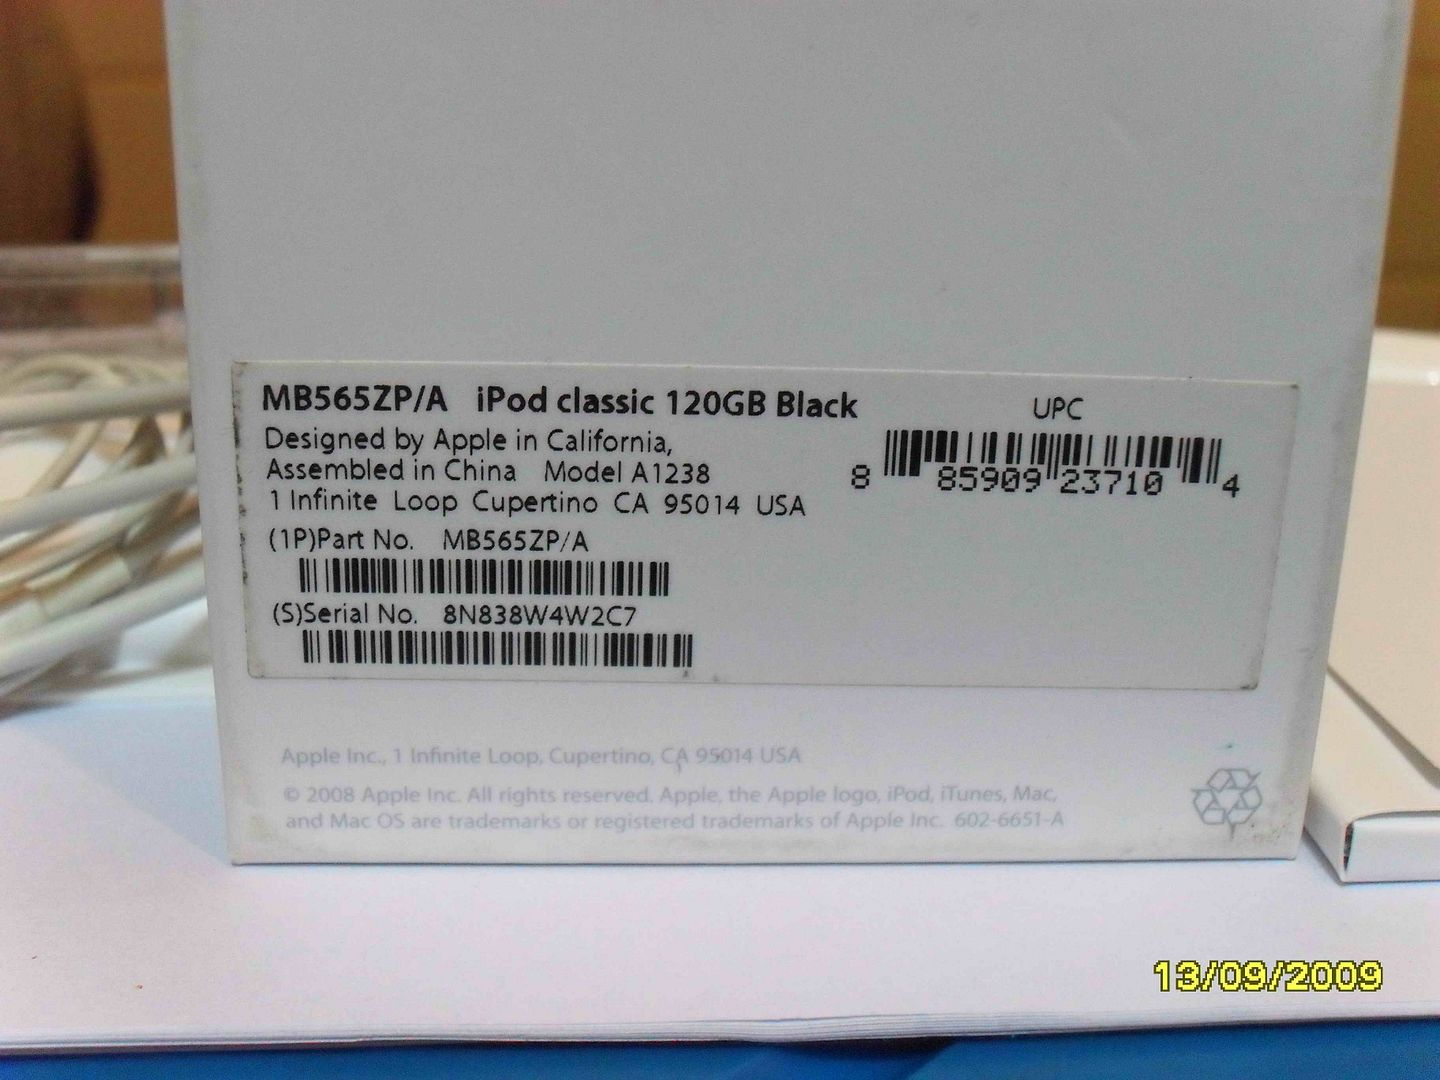 MB565ZP/A iPod classic 120GB Black
Designed by Apple in California,
Assembled in China Model A1238
1 Infinite Loop Cupertino CA 95014 USA
UPC
8 85909 23710 4
(1P)Part No. MB565ZP/A
(S)Serial No. 8N838W4W2C7
Apple Inc., 1 Infinite Loop, Cupertino, CA 95014 USA
© 2008 Apple Inc. All rights reserved. Apple, the Apple logo, iPod, iTunes, Mac,
and Mac OS are trademarks or registered trademarks of Apple Inc. 602-6651-A
13/09/2009